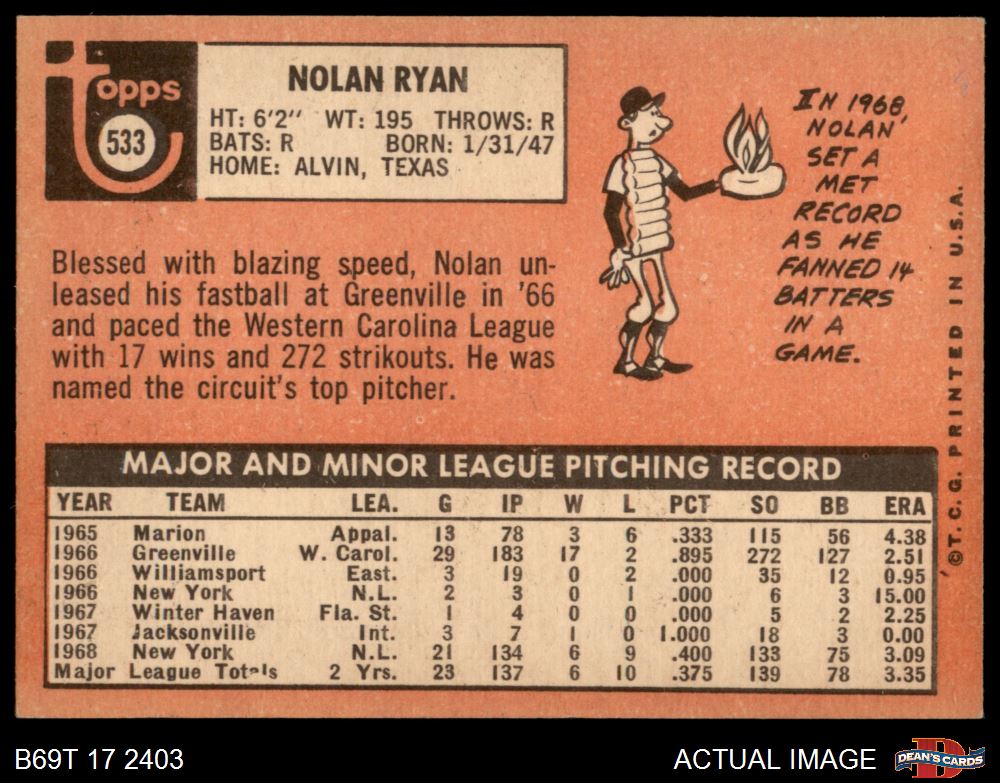 topps
533
NOLAN RYAN
HT: 6'2" WT: 195 THROWS: R
BATS: R BORN: 1/31/47
HOME: ALVIN, TEXAS
Blessed with blazing speed, Nolan un-
leased his fastball at Greenville in '66
and paced the Western Carolina League
with 17 wins and 272 strikouts. He was
named the circuit's top pitcher.
IN 1968,
NOLAN
SET A
MET
RECORD
AS HE
FANNED 14
BATTERS
IN A
GAME.
©T. C. G. PRINTED IN U.S.A.
MAJOR AND MINOR LEAGUE PITCHING RECORD
YEAR TEAM LEA. G IP W L PCT SO BB ERA
1965 Marion Appal. 13 78 3 6 .333 115 56 4.38
1966 Greenville W. Carol. 29 183 17 2 .895 272 127 2.51
1966 Williamsport East. 3 19 0 2 .000 35 12 0.95
1966 New York N.L. 2 3 0 1 .000 6 3 15.00
1967 Winter Haven Fla. St. 1 4 0 0 .000 5 2 2.25
1967 Jacksonville Int. 3 7 1 0 1.000 18 3 0.00
1968 New York N.L. 21 134 6 9 .400 133 75 3.09
Major League Totals 2 Yrs. 23 137 6 10 .375 139 78 3.35
B69T 17 2403
ACTUAL IMAGE
D
DEAN'S CARDS